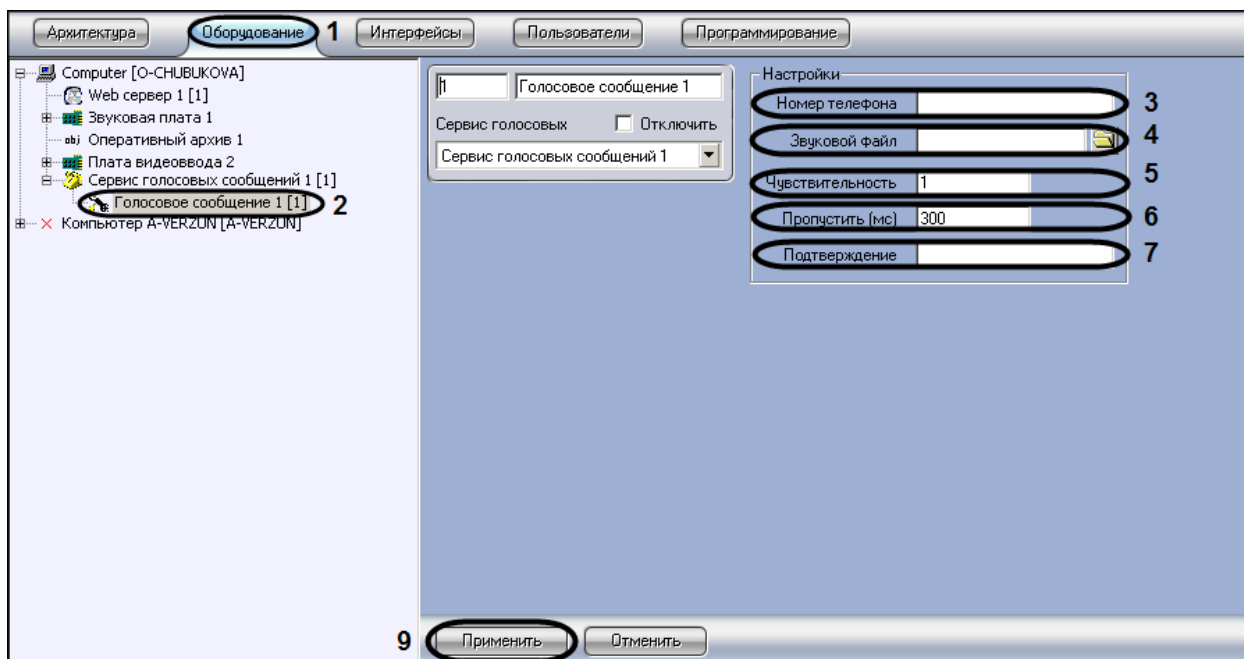 Архитектура
Оборудование
1
Интерфейсы
Пользователи
Программирование
Computer [O-CHUBUKOVA]
Web сервер 1 [1]
Звуковая плата 1
obj Оперативный архив 1
Плата видеоввода 2
Сервис голосовых сообщений 1 [1]
Голосовое сообщение 1 [1]
2
Компьютер A-VERZUN [A-VERZUN]
1
Голосовое сообщение 1
Сервис голосовых
Отключить
Сервис голосовых сообщений 1
Настройки
Номер телефона
3
Звуковой файл
4
Чувствительность
1
5
Пропустить (мс)
300
6
Подтверждение
7
9
Применить
Отменить